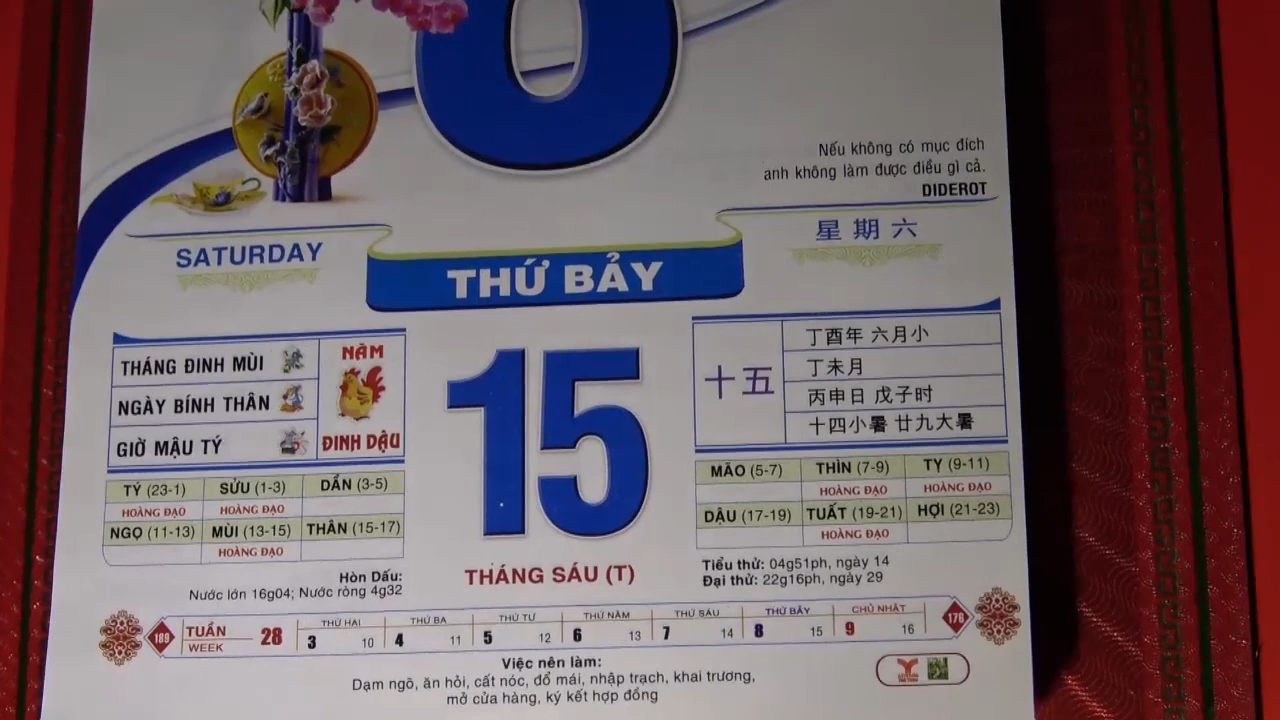 8
Nếu không có mục đích
anh không làm được điều gì cả.
DIDEROT
SATURDAY
THỨ BẢY
星期六
THÁNG ĐINH MÙI
NGÀY BÍNH THÂN
GIỜ MẬU TÝ
NĂM
ĐINH DẬU
15
十五
丁酉年 六月小
丁未月
丙申日 戊子时
十四小暑 廿九大暑
TÝ (23-1) SỬU (1-3) DẦN (3-5)
HOÀNG ĐẠO HOÀNG ĐẠO
NGỌ (11-13) MÙI (13-15) THÂN (15-17)
HOÀNG ĐẠO
MÃO (5-7) THÌN (7-9) TỴ (9-11)
HOÀNG ĐẠO HOÀNG ĐẠO
DẬU (17-19) TUẤT (19-21) HỢI (21-23)
HOÀNG ĐẠO
Hòn Dấu:
Nước lớn 16g04; Nước ròng 4g32
THÁNG SÁU (T)
Tiểu thử: 04g51ph, ngày 14
Đại thử: 22g16ph, ngày 29
189 TUẦN WEEK 28 THỨ HAI 3 10 THỨ BA 4 11 THỨ TƯ 5 12 THỨ NĂM 6 13 THỨ SÁU 7 14 THỨ BẢY 8 15 CHỦ NHẬT 9 16 176
Việc nên làm:
Dạm ngõ, ăn hỏi, cất nóc, đổ mái, nhập trạch, khai trương,
mở cửa hàng, ký kết hợp đồng